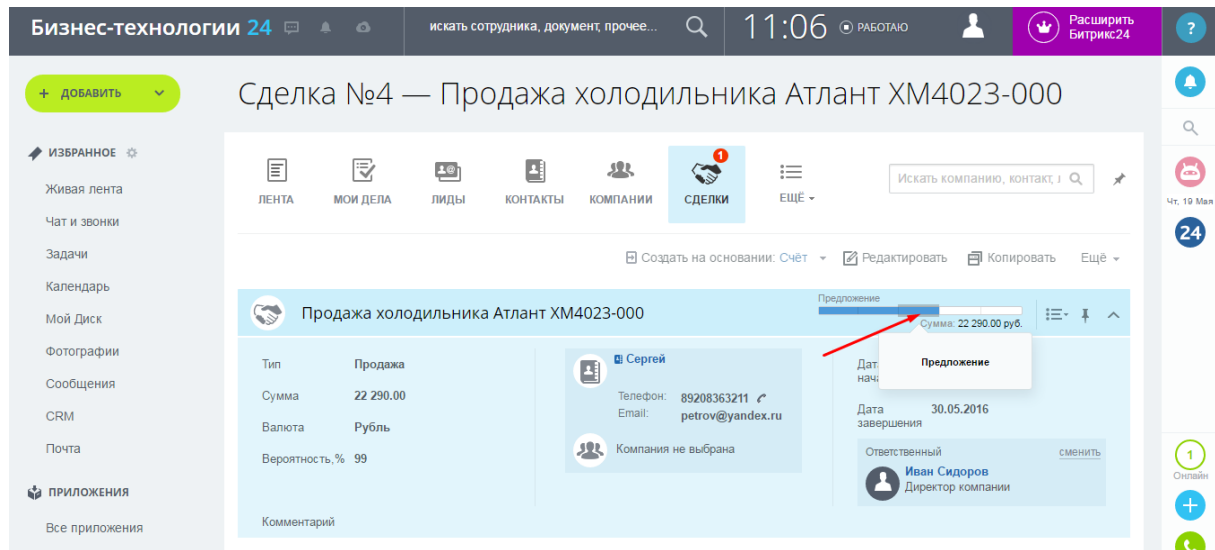 Бизнес-технологии 24
искать сотрудника, документ, прочее...
11:06
РАБОТАЮ
Расширить
Битрикс24
?
+ ДОБАВИТЬ
Сделка №4 — Продажа холодильника Атлант XM4023-000
ИЗБРАННОЕ
Живая лента
Чат и звонки
Задачи
Календарь
Мой Диск
Фотографии
Сообщения
CRM
Почта
ПРИЛОЖЕНИЯ
Все приложения
ЛЕНТА
МОИ ДЕЛА
ЛИДЫ
КОНТАКТЫ
КОМПАНИИ
1
СДЕЛКИ
ЕЩЁ
Искать компанию, контакт,
Создать на основании: Счёт
Редактировать
Копировать
Ещё
Продажа холодильника Атлант XM4023-000
Предложение
Сумма: 22 290.00 руб.
Предложение
Тип Продажа
Сумма 22 290.00
Валюта Рубль
Вероятность,% 99
Комментарий
Сергей
Телефон: 89208363211
Email: petrov@yandex.ru
Компания не выбрана
Дата
завершения
30.05.2016
Ответственный
сменить
Иван Сидоров
Директор компании
Чт, 19 Мая
24
1
Онлайн
+